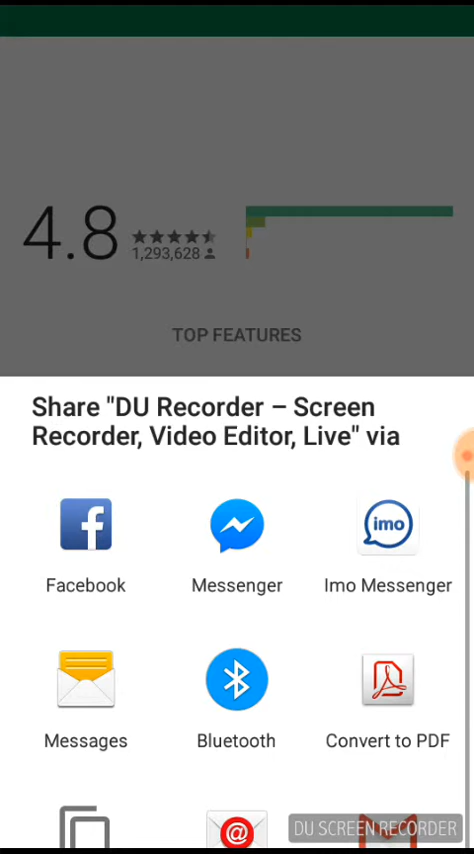 4.8
1,293,628
TOP FEATURES
Share "DU Recorder – Screen
Recorder, Video Editor, Live" via
imo
Facebook
Messenger
Imo Messenger
Messages
Bluetooth
Convert to PDF
@
DU SCREEN RECORDER